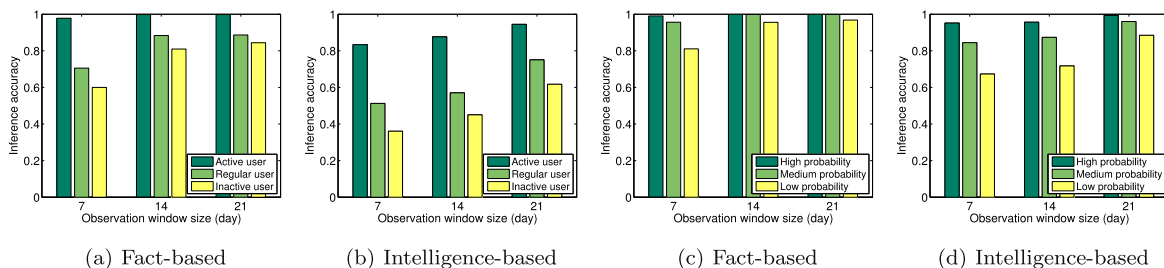 Inference accuracy
1
0.8
0.6
0.4
0.2
0
7
14
21
Observation window size (day)
Active user
Regular user
Inactive user
(a) Fact-based
Inference accuracy
1
0.8
0.6
0.4
0.2
0
7
14
21
Observation window size (day)
Active user
Regular user
Inactive user
(b) Intelligence-based
Inference accuracy
1
0.8
0.6
0.4
0.2
0
7
14
21
Observation window size (day)
High probability
Medium probability
Low probability
(c) Fact-based
Inference accuracy
1
0.8
0.6
0.4
0.2
0
7
14
21
Observation window size (day)
High probability
Medium probability
Low probability
(d) Intelligence-based